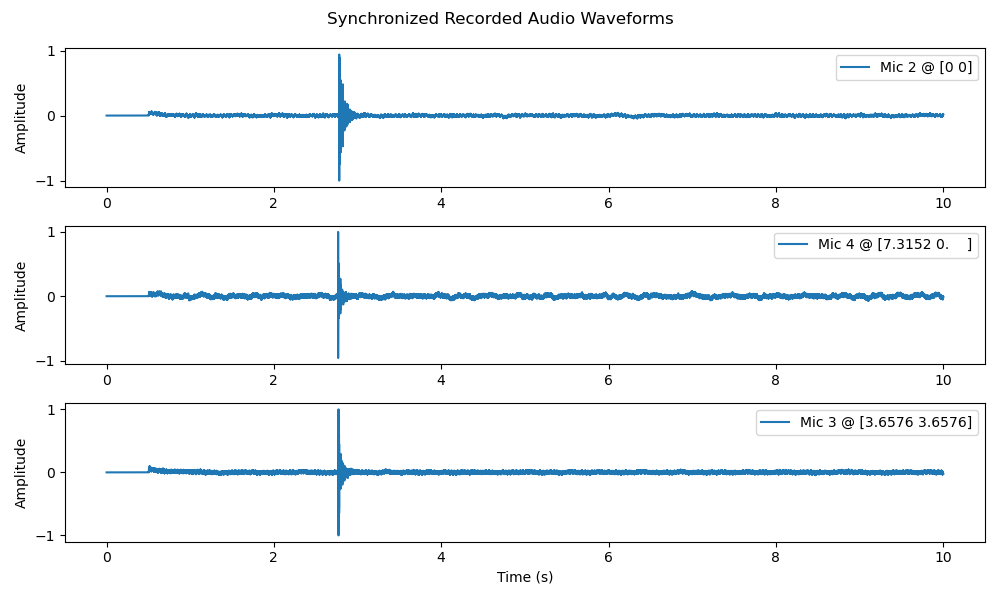 Synchronized Recorded Audio Waveforms
1
0
−1
Amplitude
Mic 2 @ [0 0]
0 2 4 6 8 10
1
0
−1
Amplitude
Mic 4 @ [7.3152 0. ]
0 2 4 6 8 10
1
0
−1
Amplitude
Mic 3 @ [3.6576 3.6576]
0 2 4 6 8 10
Time (s)